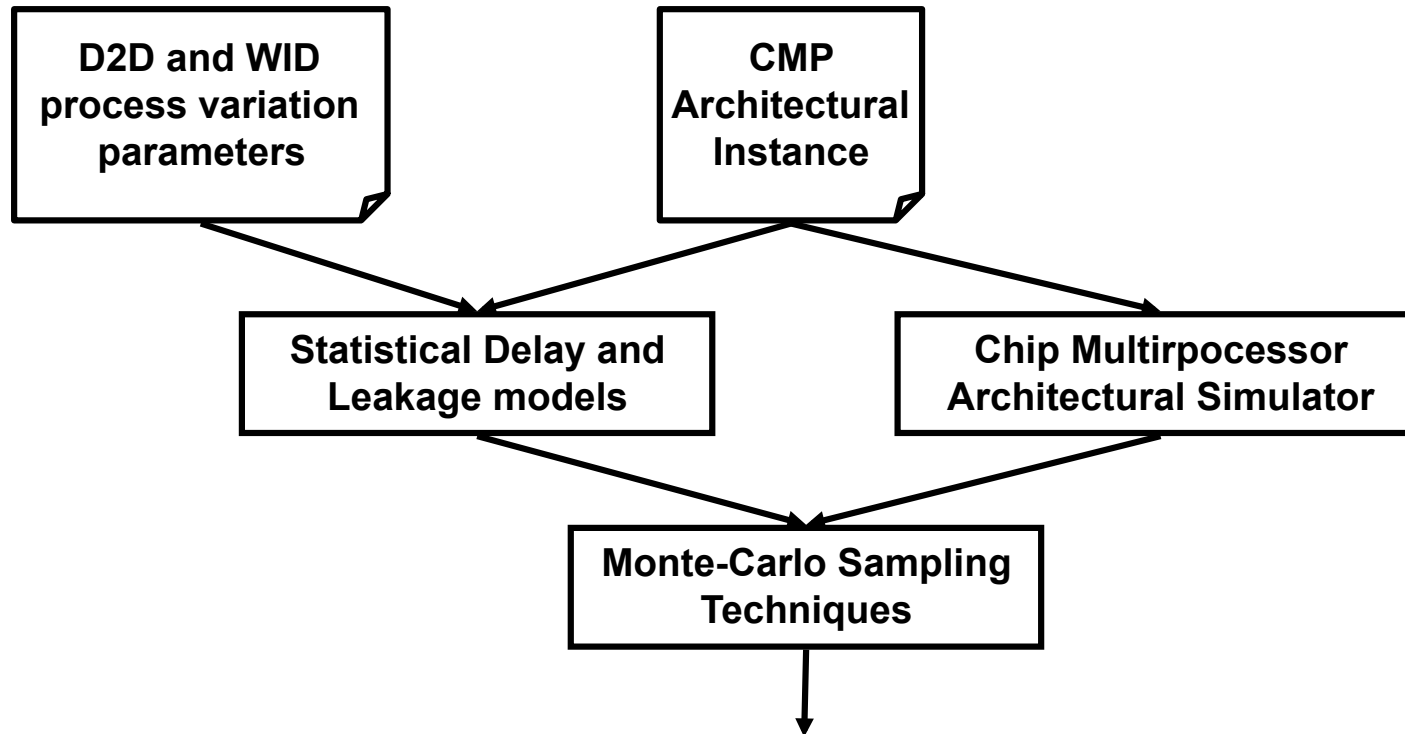 D2D and WID
process variation
parameters
CMP
Architectural
Instance
Statistical Delay and
Leakage models
Chip Multirpocessor
Architectural Simulator
Monte-Carlo Sampling
Techniques